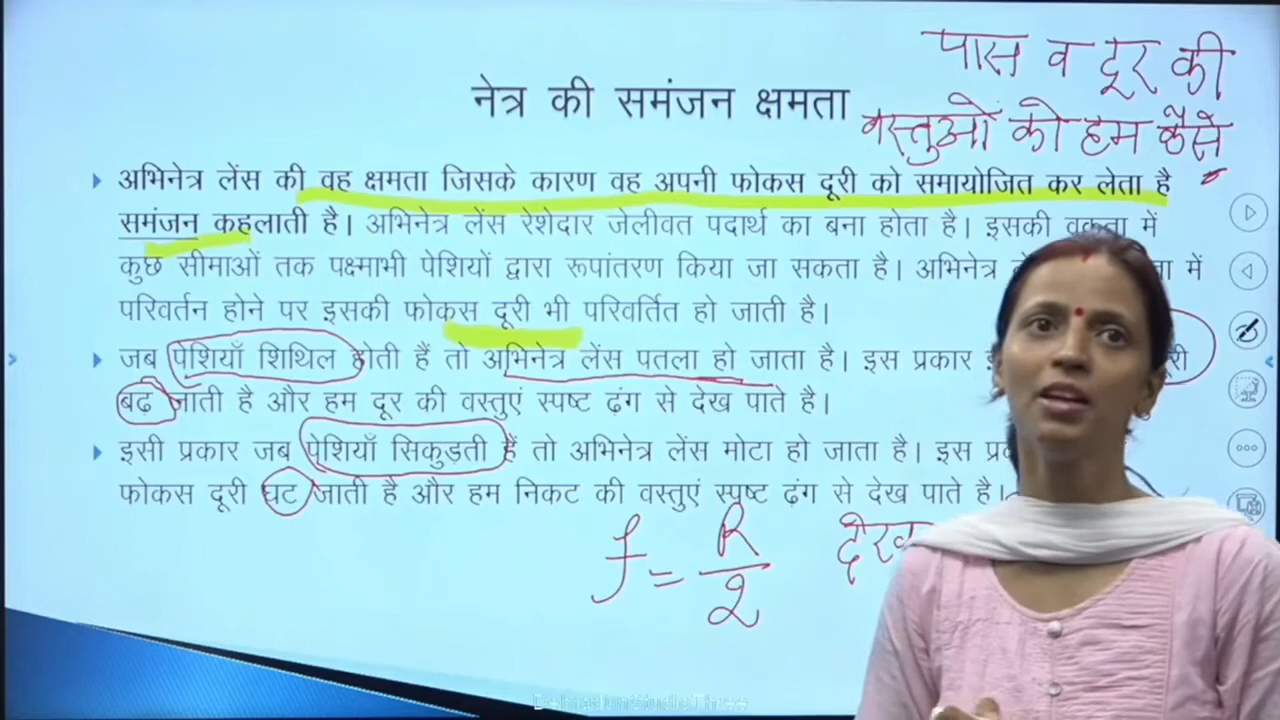 पास व दूर की
नेत्र की समंजन क्षमता
वस्तुओं को हम कैसे
अभिनेत्र लेंस की वह क्षमता जिसके कारण वह अपनी फोकस दूरी को समायोजित कर लेता है
समंजन कहलाती है। अभिनेत्र लेंस रेशेदार जेलीवत पदार्थ का बना होता है। इसकी वक्रता में
कुछ सीमाओं तक पक्ष्माभी पेशियों द्वारा रूपांतरण किया जा सकता है। अभिनेत्र में
परिवर्तन होने पर इसकी फोकस दूरी भी परिवर्तित हो जाती है।
जब पेशियाँ शिथिल होती हैं तो अभिनेत्र लेंस पतला हो जाता है। इस प्रकार
बढ़ जाती है और हम दूर की वस्तुएं स्पष्ट ढंग से देख पाते है।
इसी प्रकार जब पेशियाँ सिकुड़ती हैं तो अभिनेत्र लेंस मोटा हो जाता है। इस
फोकस दूरी घट जाती है और हम निकट की वस्तुएं स्पष्ट ढंग से देख पाते है।
f = R/2 देख